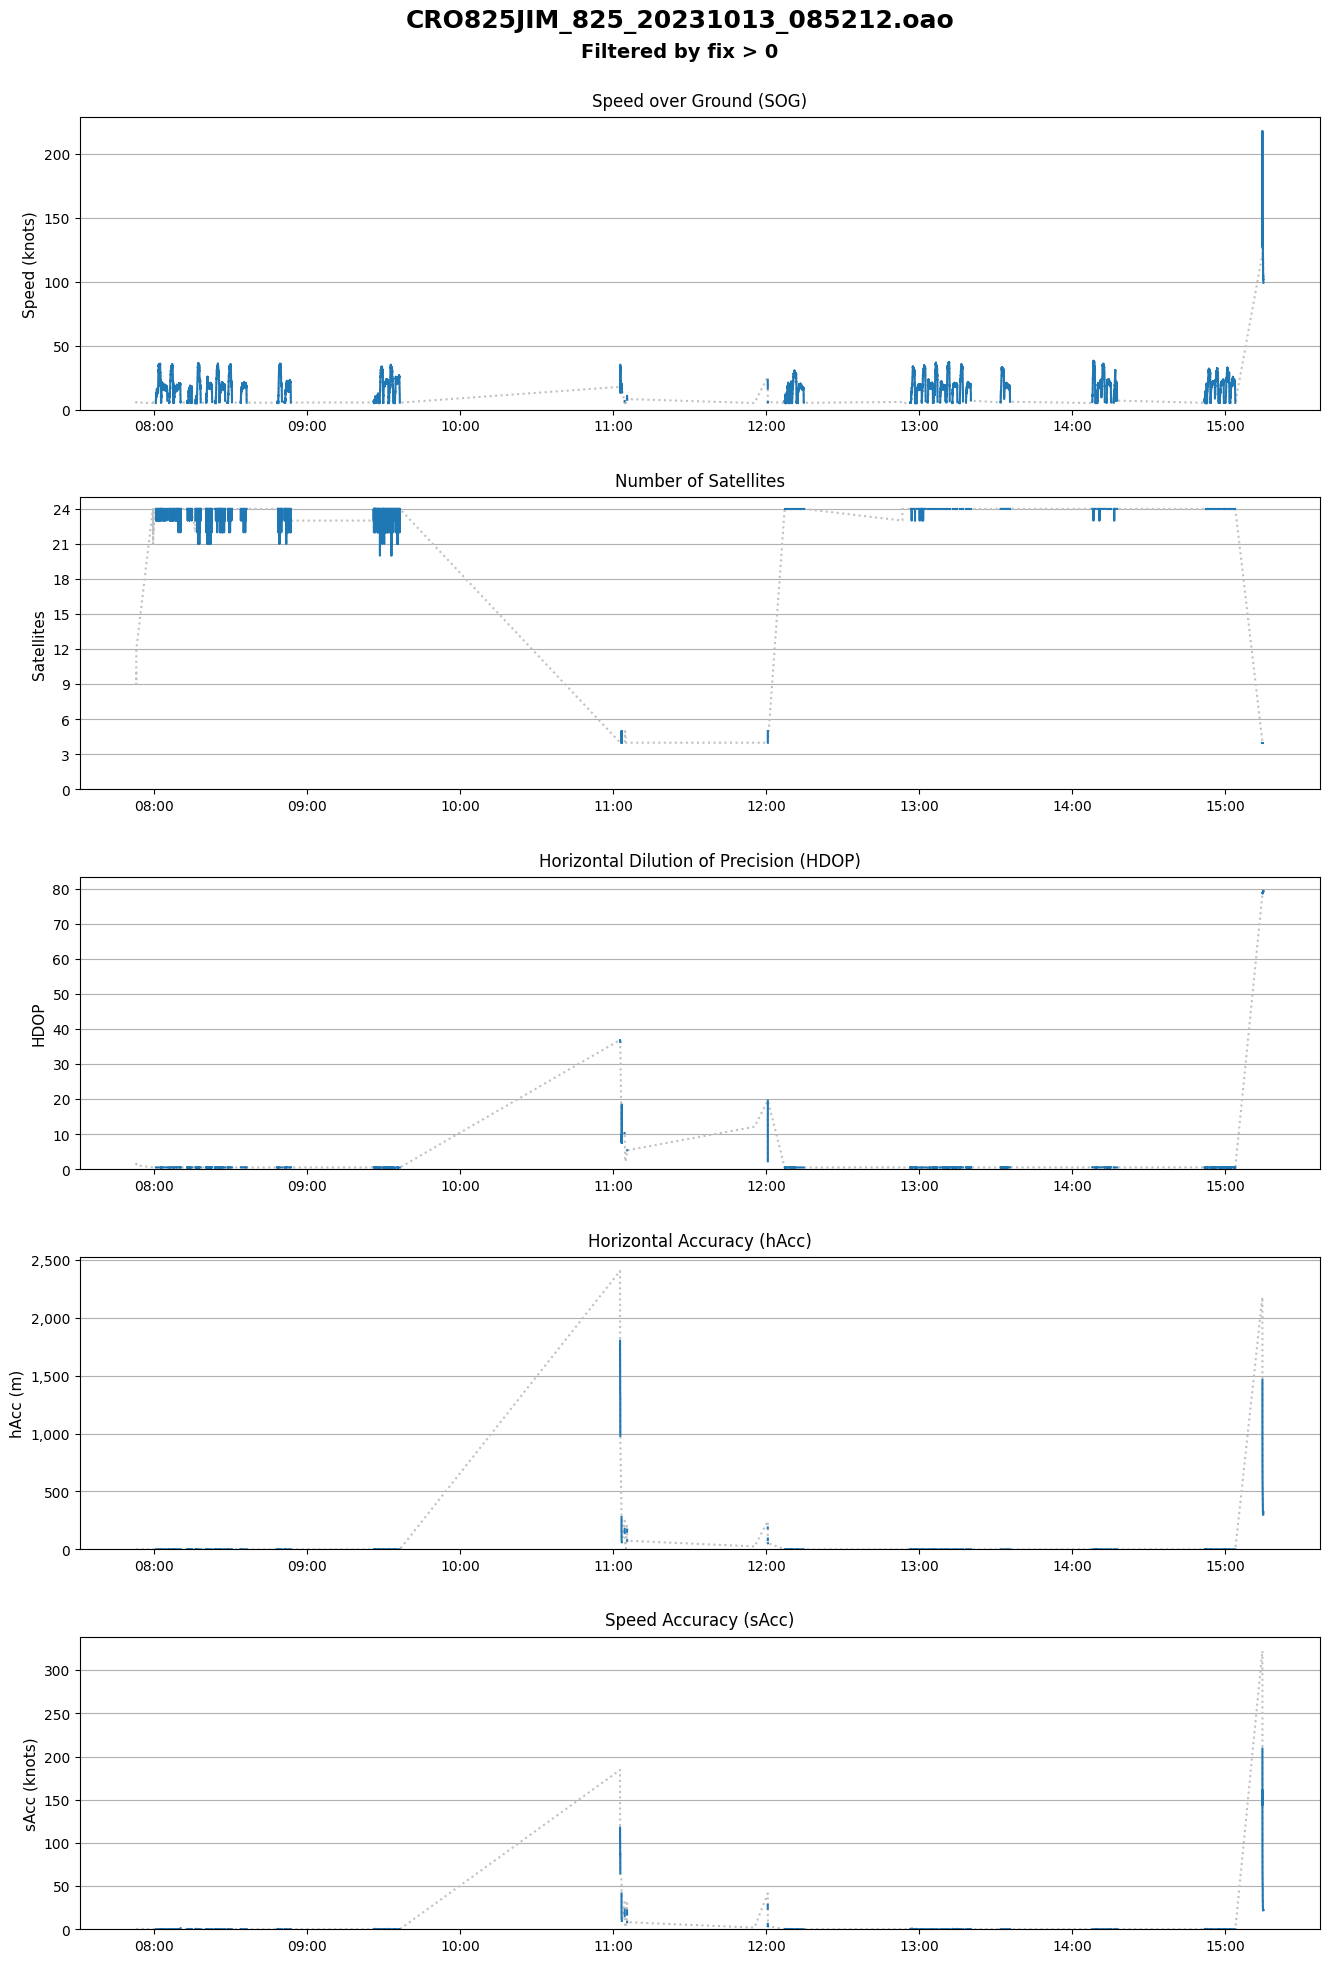 CRO825JIM_825_20231013_085212.oao
Filtered by fix > 0
Speed over Ground (SOG)
Speed (knots)
200
150
100
50
0
08:00 09:00 10:00 11:00 12:00 13:00 14:00 15:00
Number of Satellites
Satellites
24
21
18
15
12
9
6
3
0
08:00 09:00 10:00 11:00 12:00 13:00 14:00 15:00
Horizontal Dilution of Precision (HDOP)
HDOP
80
70
60
50
40
30
20
10
0
08:00 09:00 10:00 11:00 12:00 13:00 14:00 15:00
Horizontal Accuracy (hAcc)
hAcc (m)
2,500
2,000
1,500
1,000
500
0
08:00 09:00 10:00 11:00 12:00 13:00 14:00 15:00
Speed Accuracy (sAcc)
sAcc (knots)
300
250
200
150
100
50
0
08:00 09:00 10:00 11:00 12:00 13:00 14:00 15:00